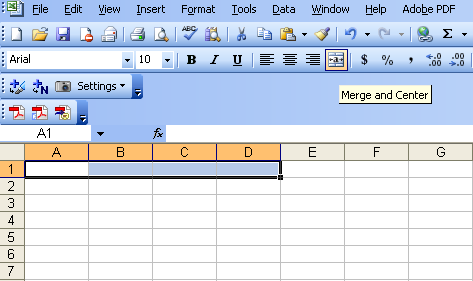 File Edit View Insert Format Tools Data Window Help Adobe PDF
Arial 10 B I U $ % , .00
Settings
Merge and Center
A1 fx
A B C D E F G
1
2
3
4
5
6
7